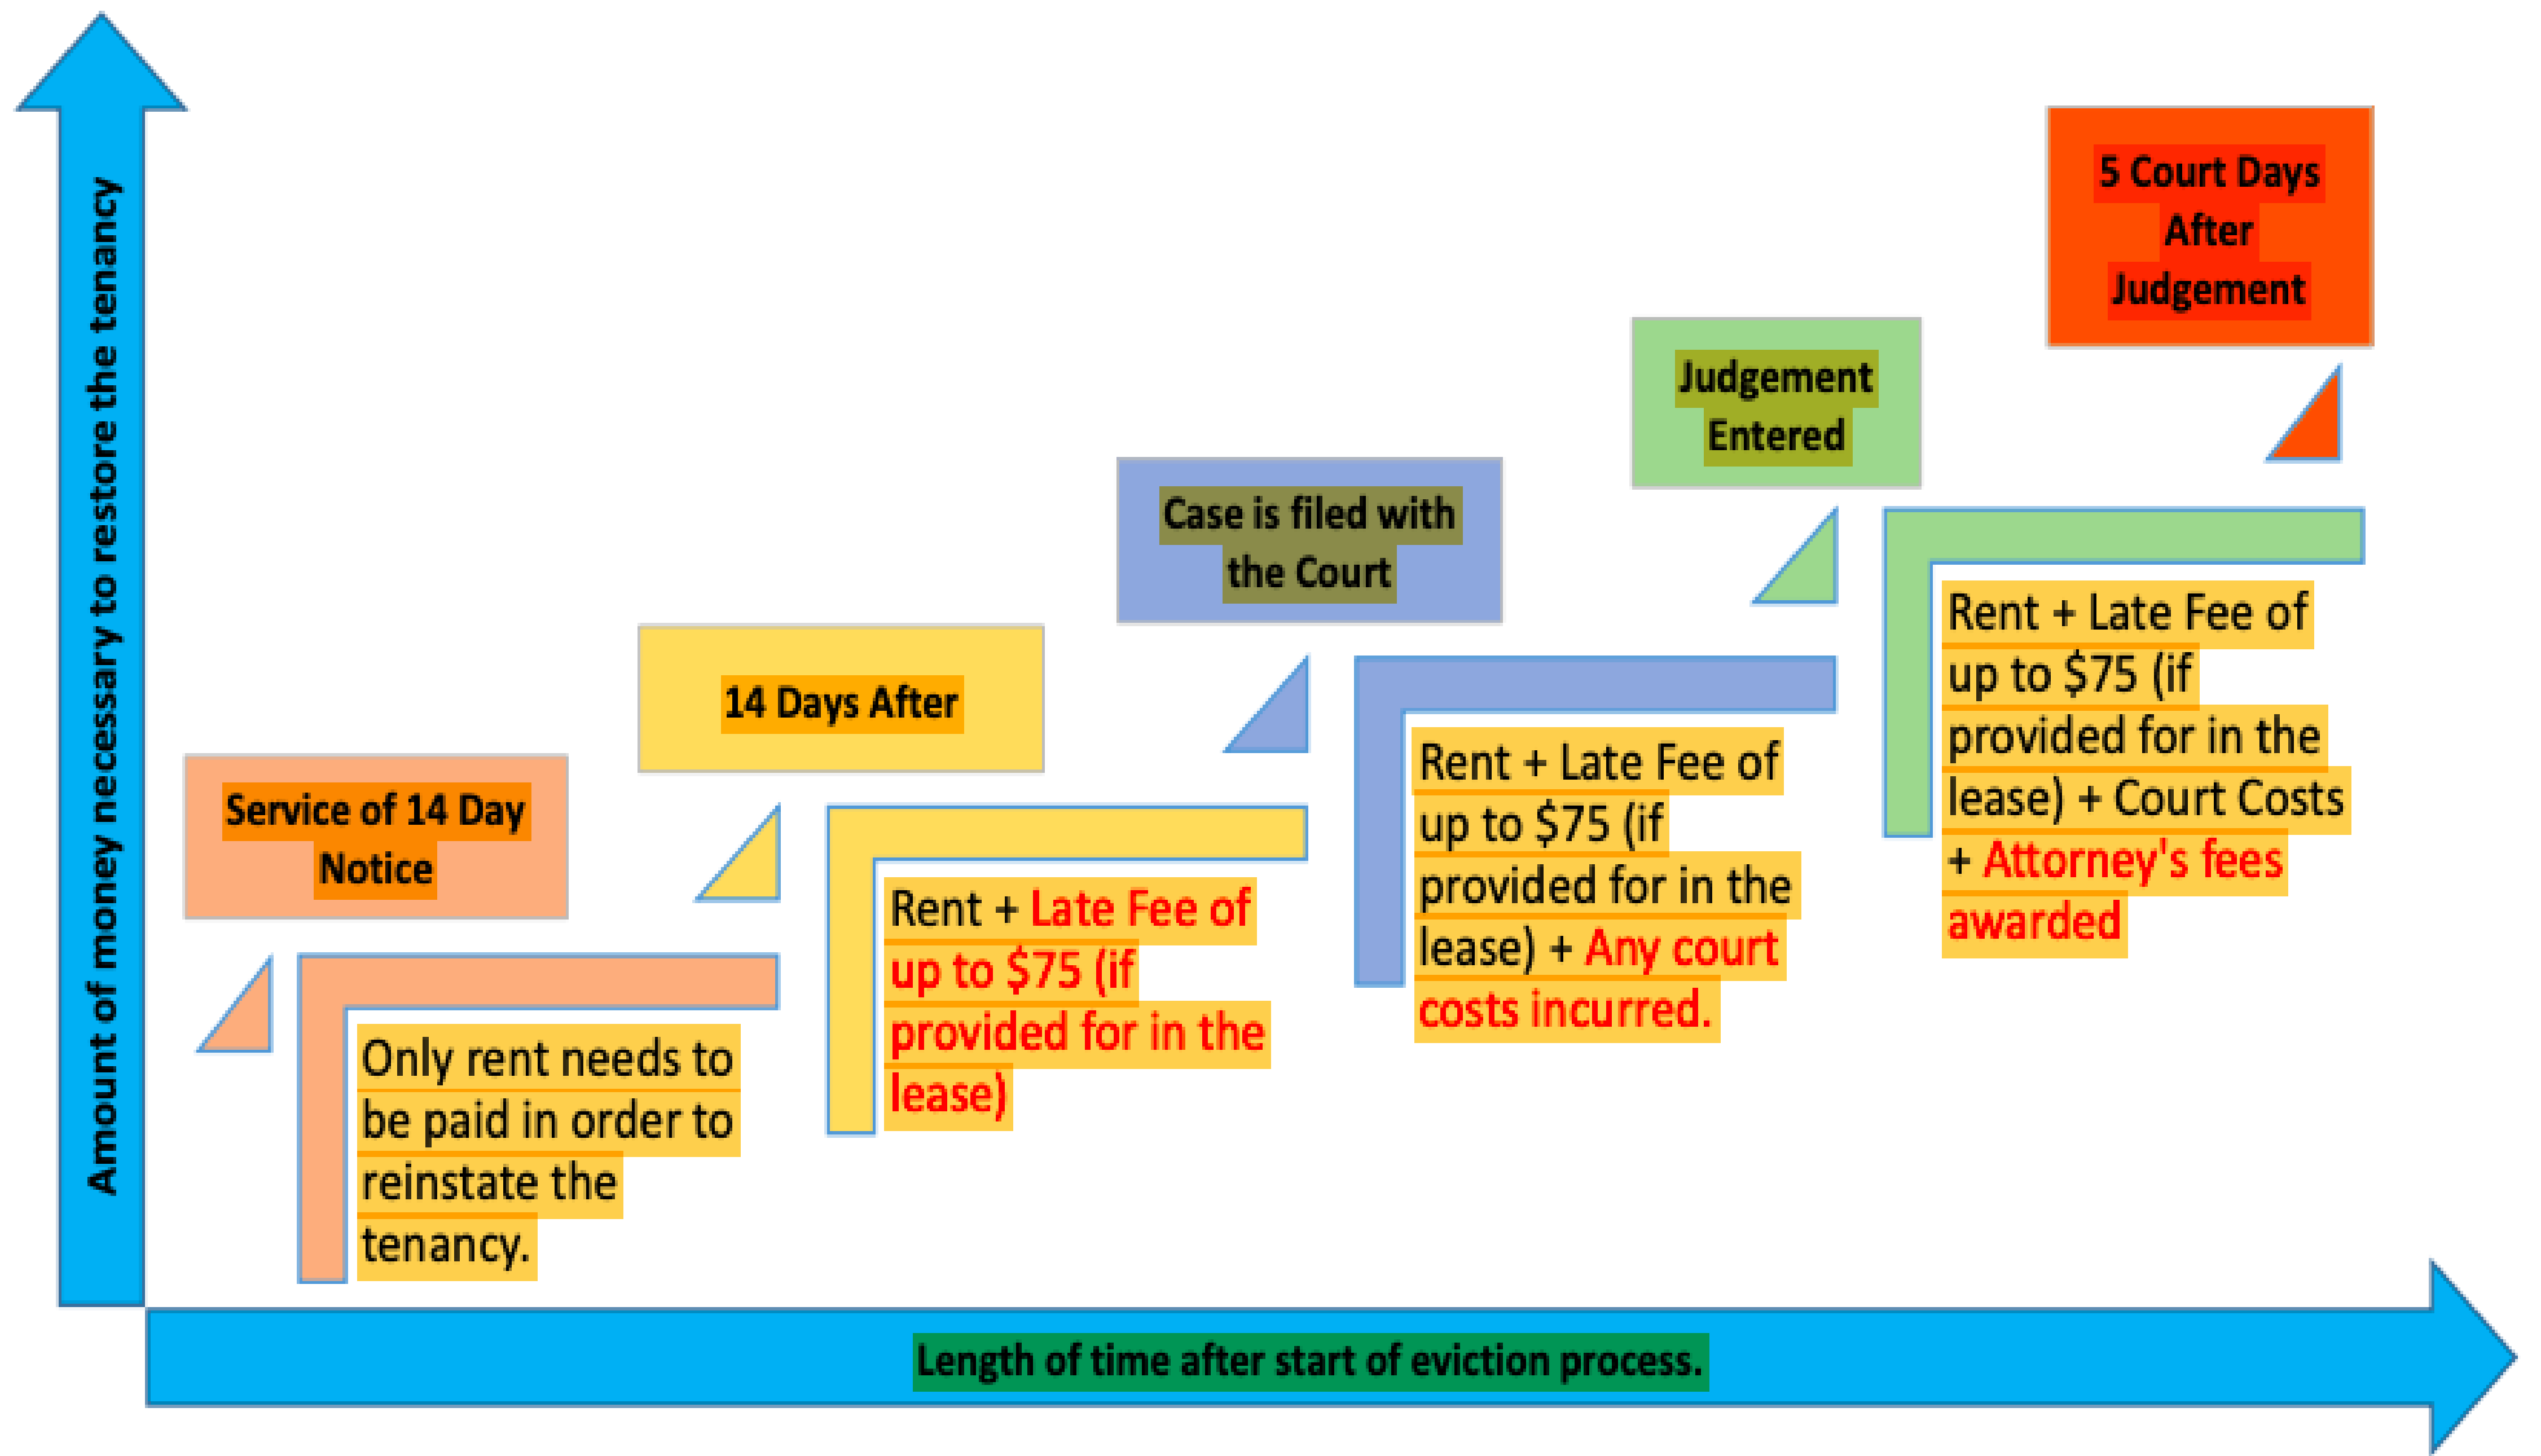 Amount of money necessary to restore the tenancy
Service of 14 Day
Notice
Only rent needs to
be paid in order to
reinstate the
tenancy.
14 Days After
Rent + Late Fee of
up to $75 (if
provided for in the
lease)
Case is filed with
the Court
Rent + Late Fee of
up to $75 (if
provided for in the
lease) + Any court
costs incurred.
Judgement
Entered
Rent + Late Fee of
up to $75 (if
provided for in the
lease) + Court Costs
+ Attorney's fees
awarded
5 Court Days
After
Judgement
Length of time after start of eviction process.